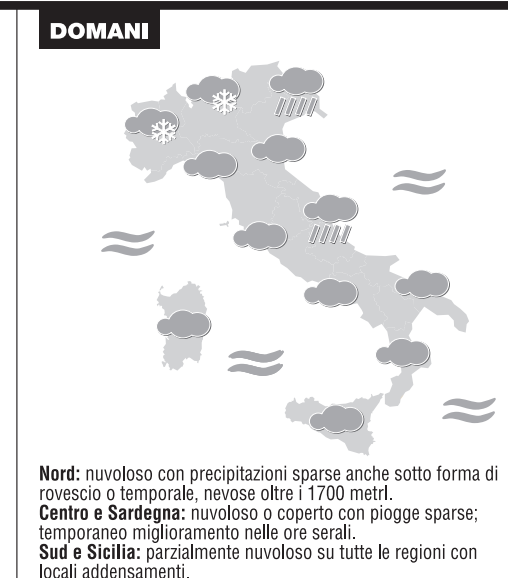 DOMANI
Nord: nuvoloso con precipitazioni sparse anche sotto forma di
rovescio o temporale, nevose oltre i 1700 metrI.
Centro e Sardegna: nuvoloso o coperto con piogge sparse;
temporaneo miglioramento nelle ore serali.
Sud e Sicilia: parzialmente nuvoloso su tutte le regioni con
locali addensamenti.